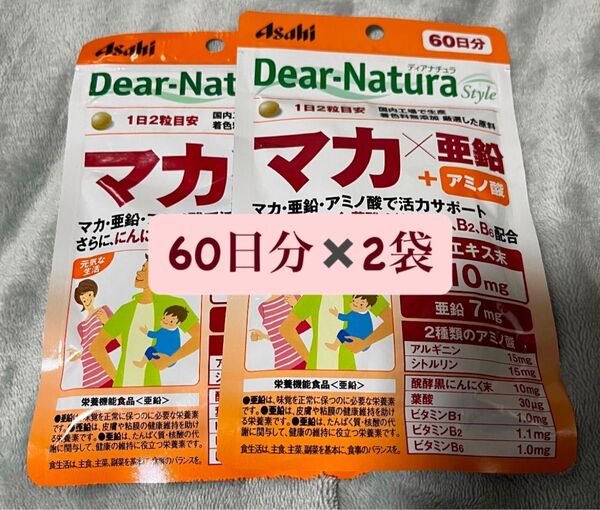 Asahi
Dear-Natu
1日2粒目安
国内工
着色料
マカ
マカ・亜鉛・
さらに、にんに
元気な生活
栄養機能食品<亜鉛>
●亜鉛は、味覚を正常に保つのに必要な栄養素
です。●亜鉛は、皮膚や粘膜の健康維持を助け
る栄養素です。●亜鉛は、たんぱく質・核酸の代
謝に関与して、健康の維持に役立つ栄養素です。
食生活は、主食、主菜、副菜を基本に、食事のバランスを。
Asahi
60日分
ディアナチュラ
Dear-Natura
Style
1日2粒目安
国内工場で生産
着色料無添加 厳選した原料
マカ×亜鉛
+アミノ酸
マカ・亜鉛・アミノ酸で活力サポート
B2、B6配合
60日分✖2袋
エキス末
10mg
亜鉛 7mg
2種類のアミノ酸
アルギニン 15mg
シトルリン 15mg
醗酵黒にんにく末 10mg
葉酸 30μg
ビタミンB1 1.0mg
ビタミンB2 1.1mg
ビタミンB6 1.0mg
栄養機能食品<亜鉛>
●亜鉛は、味覚を正常に保つのに必要な栄養素
です。●亜鉛は、皮膚や粘膜の健康維持を助け
る栄養素です。●亜鉛は、たんぱく質・核酸の代
謝に関与して、健康の維持に役立つ栄養素です。
食生活は、主食、主菜、副菜を基本に、食事のバランスを。